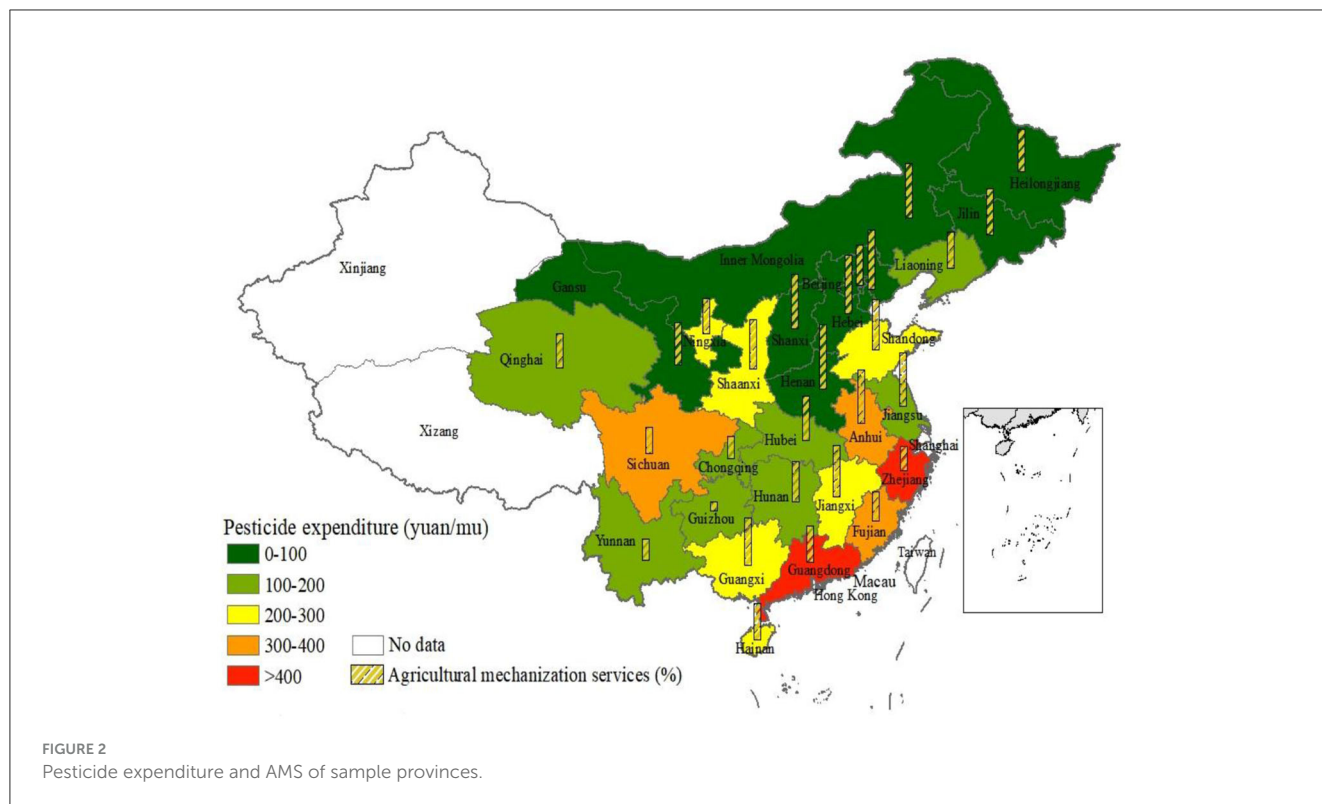 Heilongjiang
Jilin
Liaoning
Inner Mongolia
Xinjiang
Gansu
Beijing
Hebei
Ningxia
Shanxi
Shandong
Qinghai
Shaanxi
Henan
Jiangsu
Xizang
Sichuan
Chongqing
Hubei
Anhui
Shanghai
Zhejiang
Hunan
Jiangxi
Guizhou
Fujian
Yunnan
Taiwan
Guangxi
Guangdong
Macau
Hong Kong
Hainan
Pesticide expenditure (yuan/mu)
0-100
100-200
200-300
300-400
No data
>400
Agricultural mechanization services (%)
FIGURE 2
Pesticide expenditure and AMS of sample provinces.